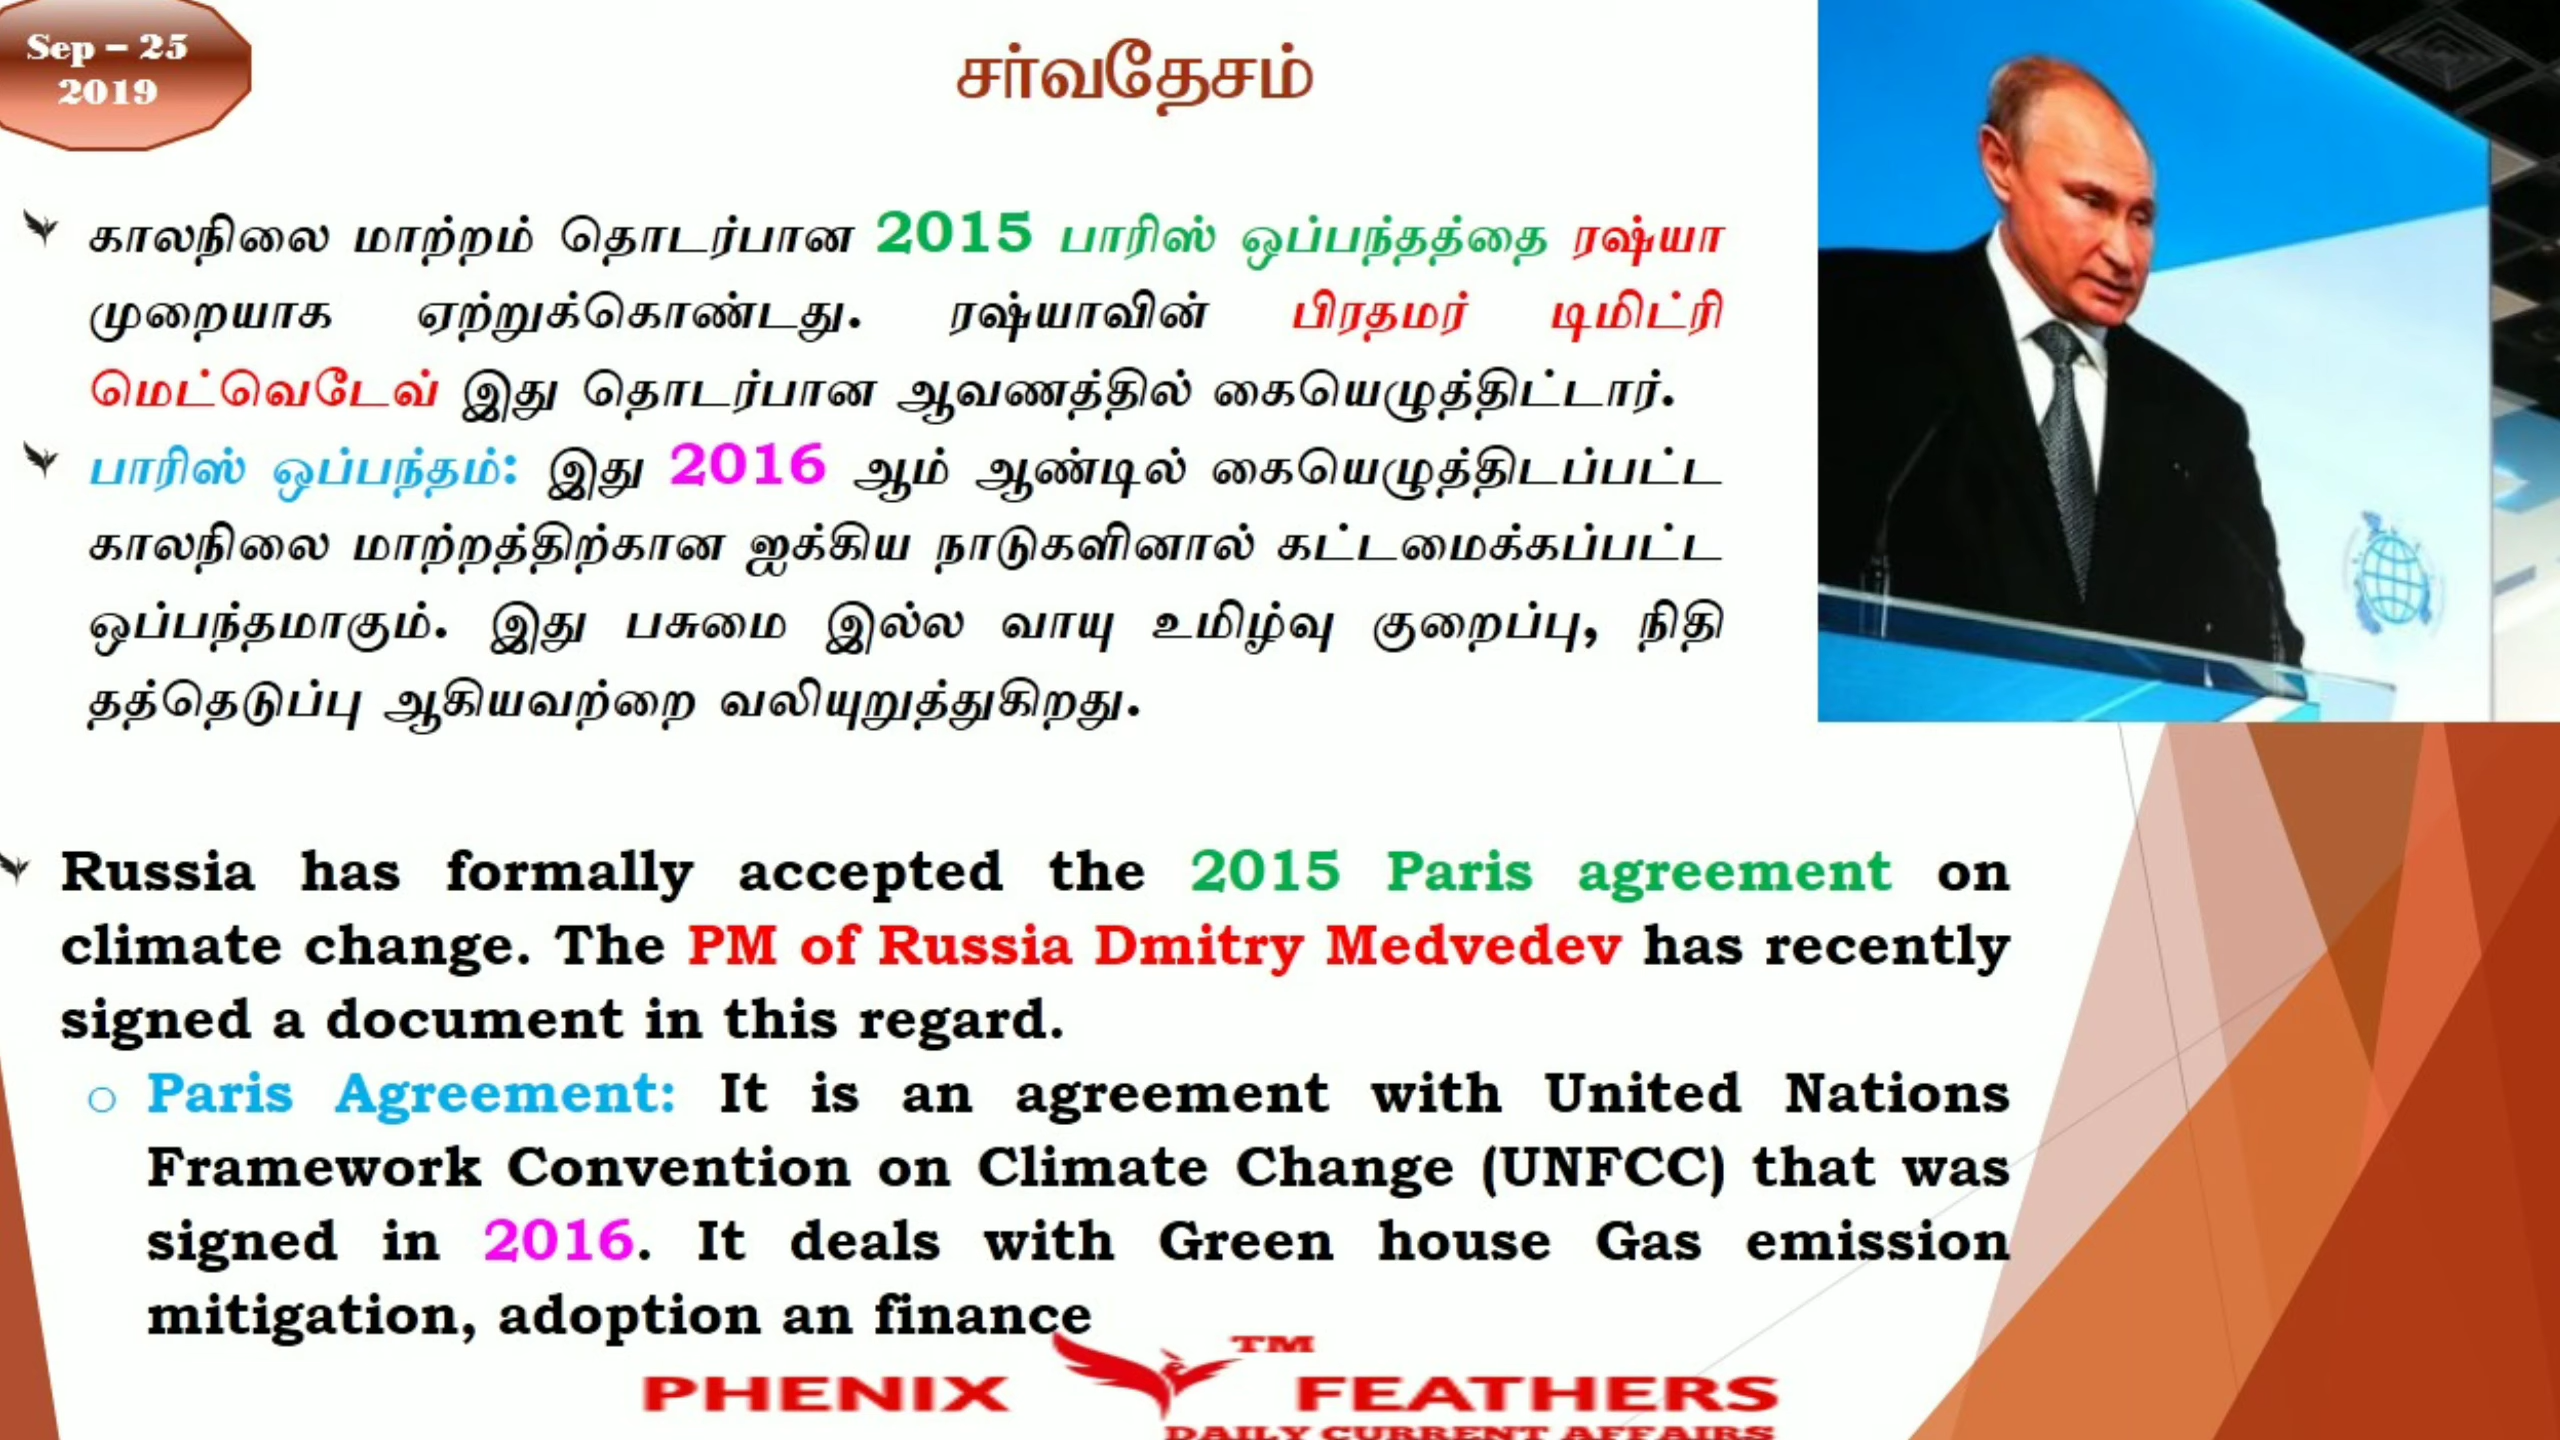 Sep – 25
2019
சர்வதேசம்
காலநிலை மாற்றம் தொடர்பான 2015 பாரிஸ் ஒப்பந்தத்தை ரஷ்யா
முறையாக ஏற்றுக்கொண்டது. ரஷ்யாவின் பிரதமர் டிமிட்ரி
மெட்வெடேவ் இது தொடர்பான ஆவணத்தில் கையெழுத்திட்டார்.
பாரிஸ் ஒப்பந்தம்: இது 2016 ஆம் ஆண்டில் கையெழுத்திடப்பட்ட
காலநிலை மாற்றத்திற்கான ஐக்கிய நாடுகளினால் கட்டமைக்கப்பட்ட
ஒப்பந்தமாகும். இது பசுமை இல்ல வாயு உமிழ்வு குறைப்பு, நிதி
தத்தெடுப்பு ஆகியவற்றை வலியுறுத்துகிறது.
Russia has formally accepted the 2015 Paris agreement on
climate change. The PM of Russia Dmitry Medvedev has recently
signed a document in this regard.
Paris Agreement: It is an agreement with United Nations
Framework Convention on Climate Change (UNFCC) that was
signed in 2016. It deals with Green house Gas emission
mitigation, adoption an finance
PHENIX FEATHERS TM
DAILY CURRENT AFFAIRS